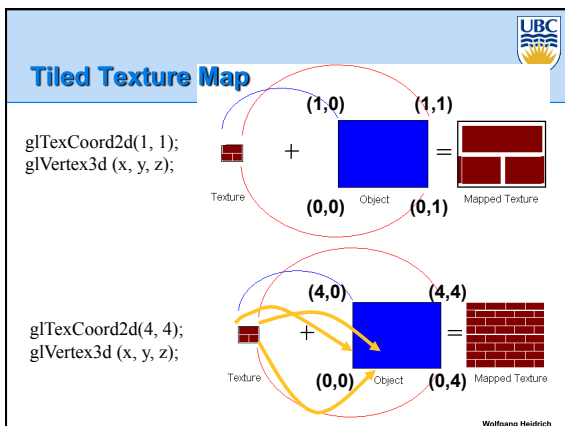 UBC
Tiled Texture Map
(1,0) (1,1)
glTexCoord2d(1, 1);
glVertex3d (x, y, z);
+ =
Texture (0,0) Object (0,1) Mapped Texture
(4,0) (4,4)
glTexCoord2d(4, 4);
glVertex3d (x, y, z);
+ =
Texture (0,0) Object (0,4) Mapped Texture
Wolfgang Heidrich